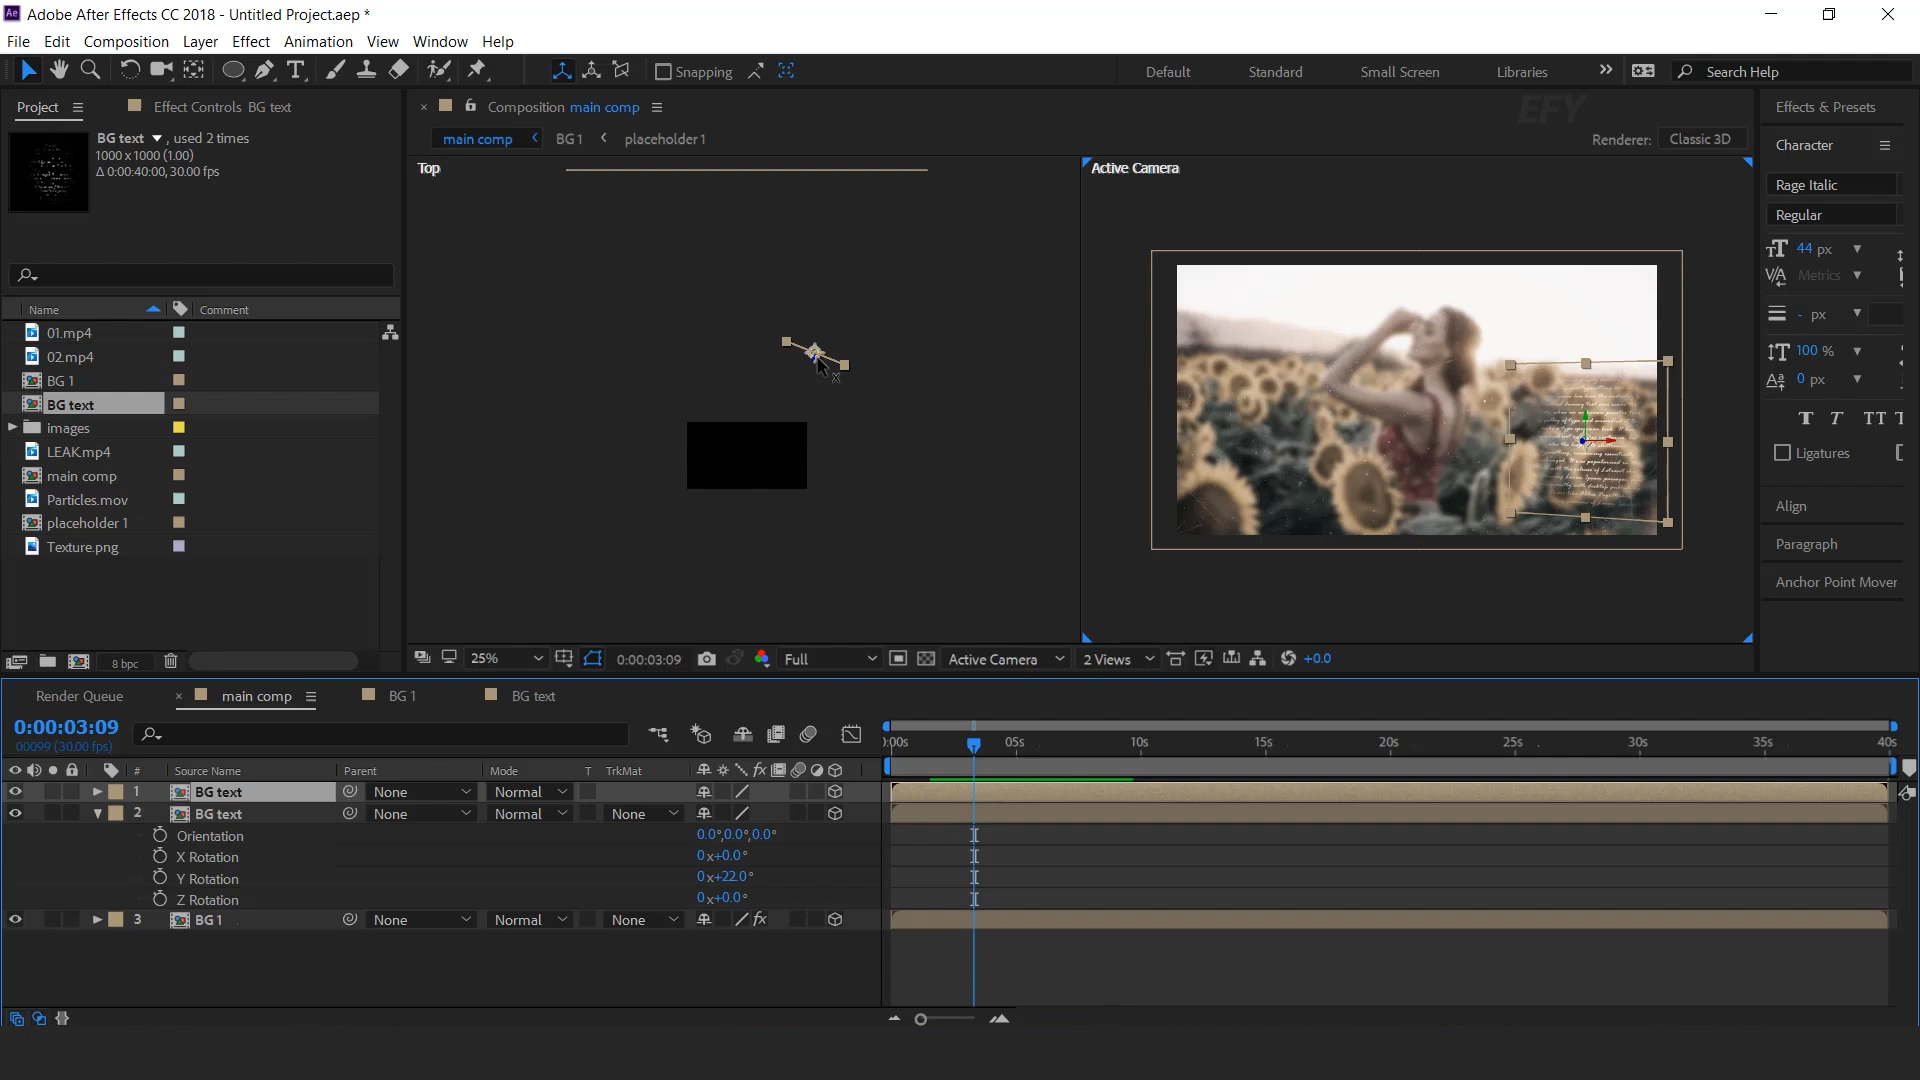 Adobe After Effects CC 2018 - Untitled Project.aep *
File Edit Composition Layer Effect Animation View Window Help
Snapping
Default Standard Small Screen Libraries Search Help
Project Effect Controls BG text
Composition main comp
EFY
Effects & Presets
BG text , used 2 times
1000 x 1000 (1.00)
Δ 0:00:40:00, 30.00 fps
main comp BG 1 placeholder 1
Renderer: Classic 3D
Character
Top
Active Camera
Rage Italic
Regular
44 px
Metrics
- px
100 %
0 px
T T TT T
Ligatures
Align
Paragraph
Anchor Point Mover
Name Comment
01.mp4
02.mp4
BG 1
BG text
images
LEAK.mp4
main comp
Particles.mov
placeholder 1
Texture.png
x
8 bpc
25% 0:00:03:09 Full Active Camera 2 Views +0.0
Render Queue main comp BG 1 BG text
0:00:03:09
00099 (30.00 fps)
0:00s 05s 10s 15s 20s 25s 30s 35s 40s
# Source Name Parent Mode T TrkMat
1 BG text None Normal
2 BG text None Normal None
Orientation 0.0°,0.0°,0.0°
X Rotation 0x+0.0°
Y Rotation 0x+22.0°
Z Rotation 0x+0.0°
3 BG 1 None Normal None